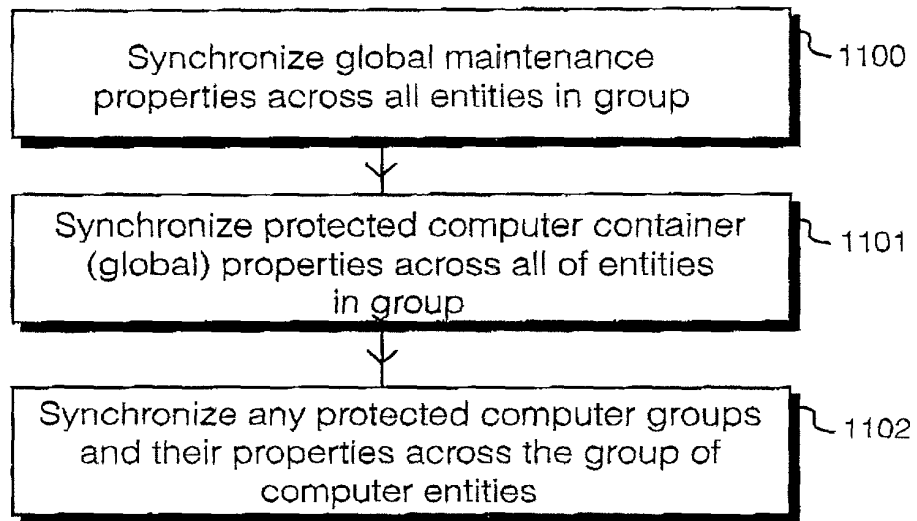 Synchronize global maintenance
properties across all entities in group
1100
Synchronize protected computer container
(global) properties across all of entities
in group
1101
Synchronize any protected computer groups
and their properties across the group of
computer entities
1102